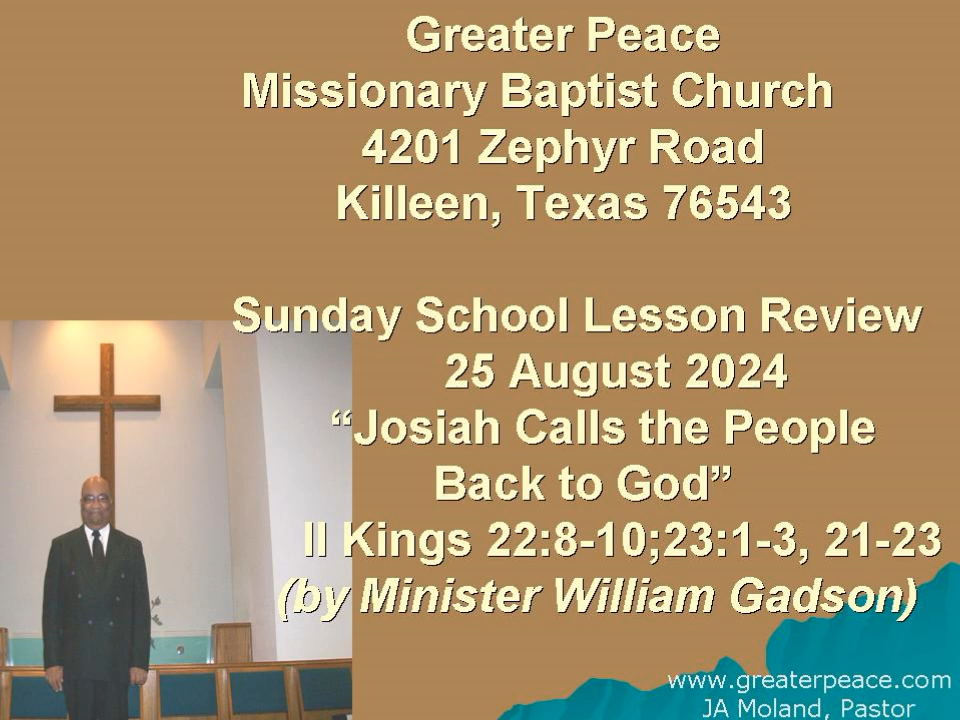 Greater Peace
Missionary Baptist Church
4201 Zephyr Road
Killeen, Texas 76543
Sunday School Lesson Review
25 August 2024
“Josiah Calls the People
Back to God”
II Kings 22:8-10;23:1-3, 21-23
(by Minister William Gadson)
www.greaterpeace.com
JA Moland, Pastor